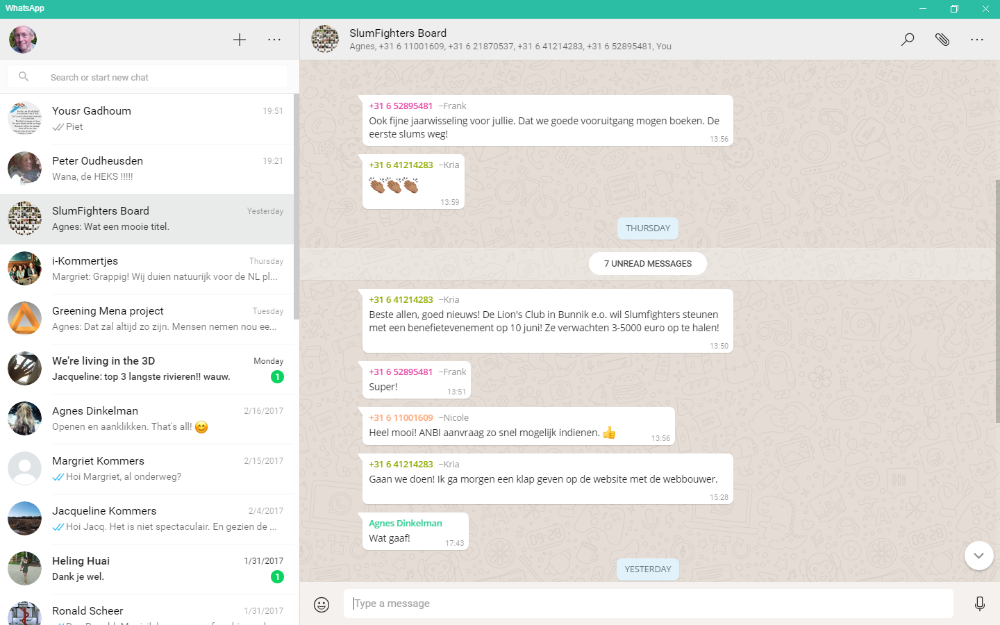 WhatsApp
Search or start new chat
Yousr Gadhoum
19:51
Piet
Peter Oudheusden
19:21
Wana, de HEKS !!!!!
SlumFighters Board
Yesterday
Agnes: Wat een mooie titel.
i-Kommertjes
Thursday
Margriet: Grappig! Wij duien natuurijk voor de NL pl...
Greening Mena project
Tuesday
Agnes: Dat zal altijd zo zijn. Mensen nemen nou ee...
We're living in the 3D
Monday
Jacqueline: top 3 langste rivieren!! wauw.
1
Agnes Dinkelman
2/16/2017
Openen en aanklikken. That's all! 😊
Margriet Kommers
2/15/2017
Hoi Margriet, al onderweg?
Jacqueline Kommers
2/4/2017
Hoi Jacq. Het is niet spectaculair. En gezien de ...
Heling Huai
1/31/2017
Dank je wel.
1
Ronald Scheer
1/31/2017
SlumFighters Board
Agnes, +31 6 11001609, +31 6 21870537, +31 6 41214283, +31 6 52895481, You
+31 6 52895481 ~Frank
Ook fijne jaarwisseling voor jullie. Dat we goede vooruitgang mogen boeken. De
eerste slums weg!
13:56
+31 6 41214283 ~Kria
👏🏽👏🏽👏🏽
13:59
THURSDAY
7 UNREAD MESSAGES
+31 6 41214283 ~Kria
Beste allen, goed nieuws! De Lion's Club in Bunnik e.o. wil Slumfighters steunen
met een benefietevenement op 10 juni! Ze verwachten 3-5000 euro op te halen!
13:50
+31 6 52895481 ~Frank
Super!
13:51
+31 6 11001609 ~Nicole
Heel mooi! ANBI aanvraag zo snel mogelijk indienen. 👍
13:56
+31 6 41214283 ~Kria
Gaan we doen! Ik ga morgen een klap geven op de website met de webbouwer.
15:28
Agnes Dinkelman
Wat gaaf!
17:43
YESTERDAY
Type a message